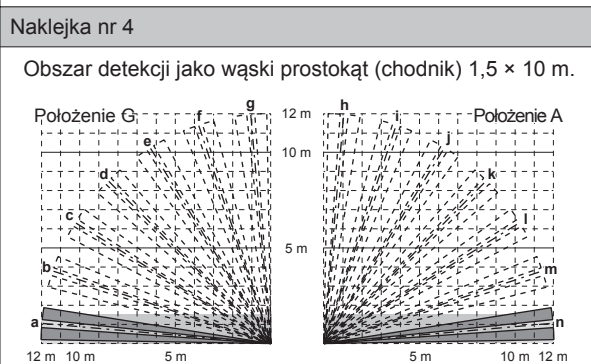 Naklejka nr 4
Obszar detekcji jako wąski prostokąt (chodnik) 1,5 × 10 m.
Położenie G
g
12 m
h
Położenie A
f
i
e
10 m
j
d
k
c
l
5 m
b
m
a
n
12 m 10 m 5 m 5 m 10 m 12 m